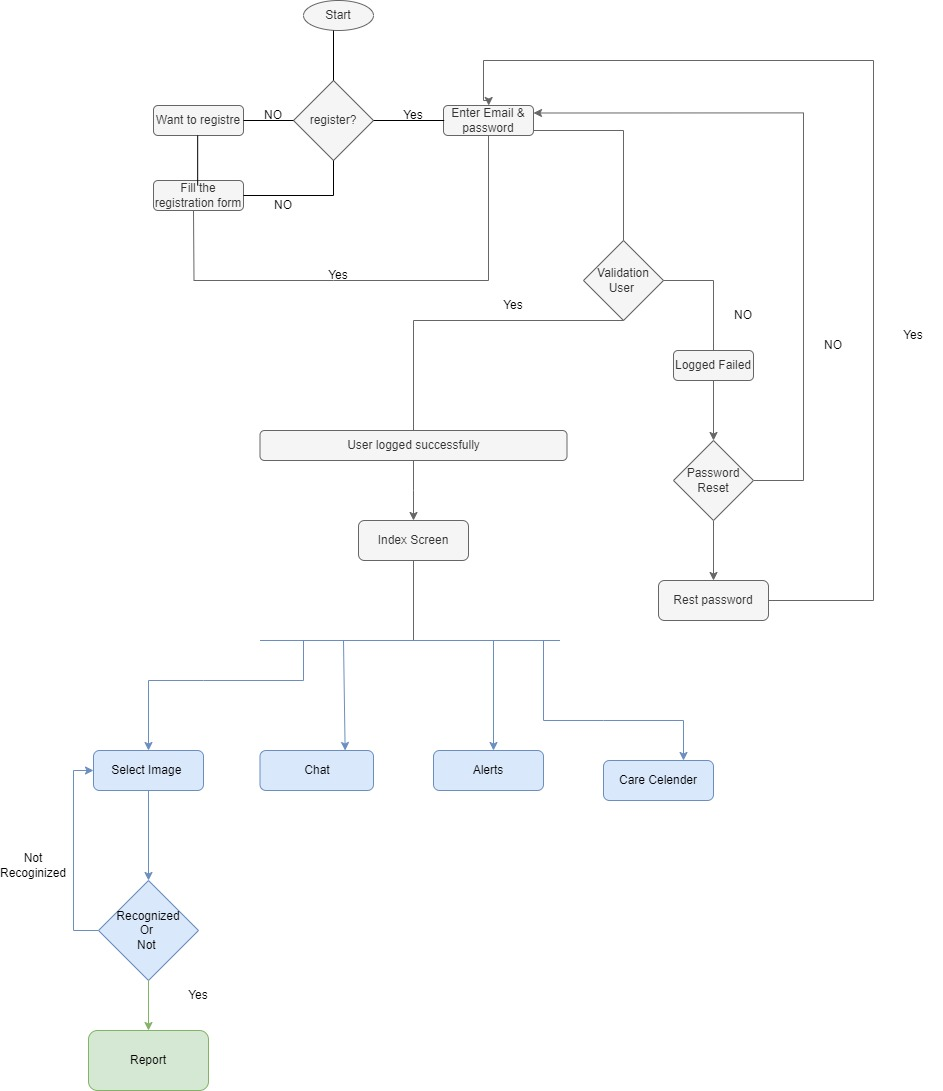 Start
Want to registre
NO
register?
Yes
Enter Email &
password
Fill the
registration form
NO
Yes
Validation
User
Yes
NO
NO
Yes
Logged Failed
User logged successfully
Password
Reset
Index Screen
Rest password
Select Image
Chat
Alerts
Care Celender
Not
Recoginized
Recognized
Or
Not
Yes
Report